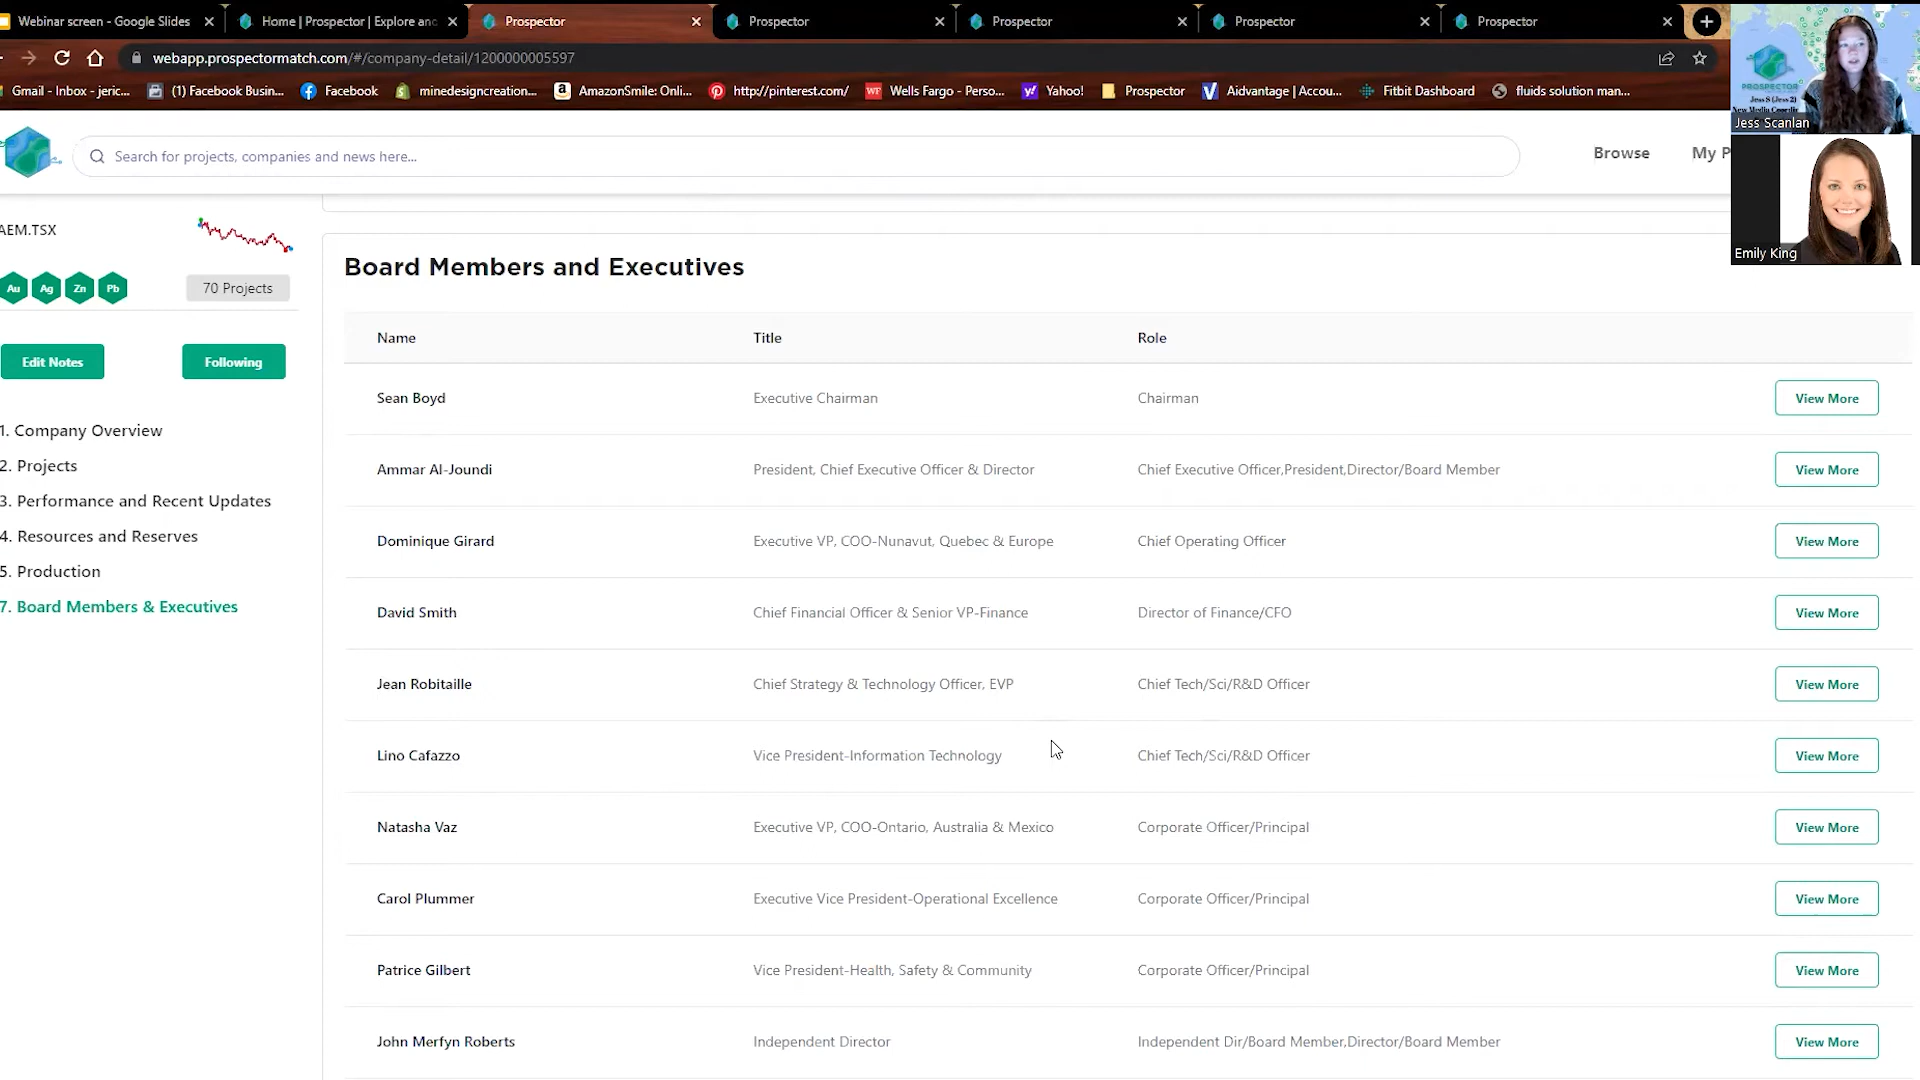 Webinar screen - Google Slides
Home | Prospector | Explore and
Prospector
Prospector
Prospector
Prospector
Prospector
webapp.prospectormatch.com/#/company-detail/1200000005597
Gmail - Inbox - jeric...
(1) Facebook Busin...
Facebook
minedesigncreation...
AmazonSmile: Onli...
http://pinterest.com/
Wells Fargo - Perso...
Yahoo!
Prospector
Aidvantage | Accou...
Fitbit Dashboard
fluids solution man...
PROSPECTOR
Jess S (Jess 2)
New Media Coordin
Jess Scanlan
Search for projects, companies and news here...
Browse
My P
Emily King
AEM.TSX
Au Ag Zn Pb
70 Projects
Edit Notes
Following
1. Company Overview
2. Projects
3. Performance and Recent Updates
4. Resources and Reserves
5. Production
7. Board Members & Executives
Board Members and Executives
Name Title Role
Sean Boyd Executive Chairman Chairman View More
Ammar Al-Joundi President, Chief Executive Officer & Director Chief Executive Officer,President,Director/Board Member View More
Dominique Girard Executive VP, COO-Nunavut, Quebec & Europe Chief Operating Officer View More
David Smith Chief Financial Officer & Senior VP-Finance Director of Finance/CFO View More
Jean Robitaille Chief Strategy & Technology Officer, EVP Chief Tech/Sci/R&D Officer View More
Lino Cafazzo Vice President-Information Technology Chief Tech/Sci/R&D Officer View More
Natasha Vaz Executive VP, COO-Ontario, Australia & Mexico Corporate Officer/Principal View More
Carol Plummer Executive Vice President-Operational Excellence Corporate Officer/Principal View More
Patrice Gilbert Vice President-Health, Safety & Community Corporate Officer/Principal View More
John Merfyn Roberts Independent Director Independent Dir/Board Member,Director/Board Member View More